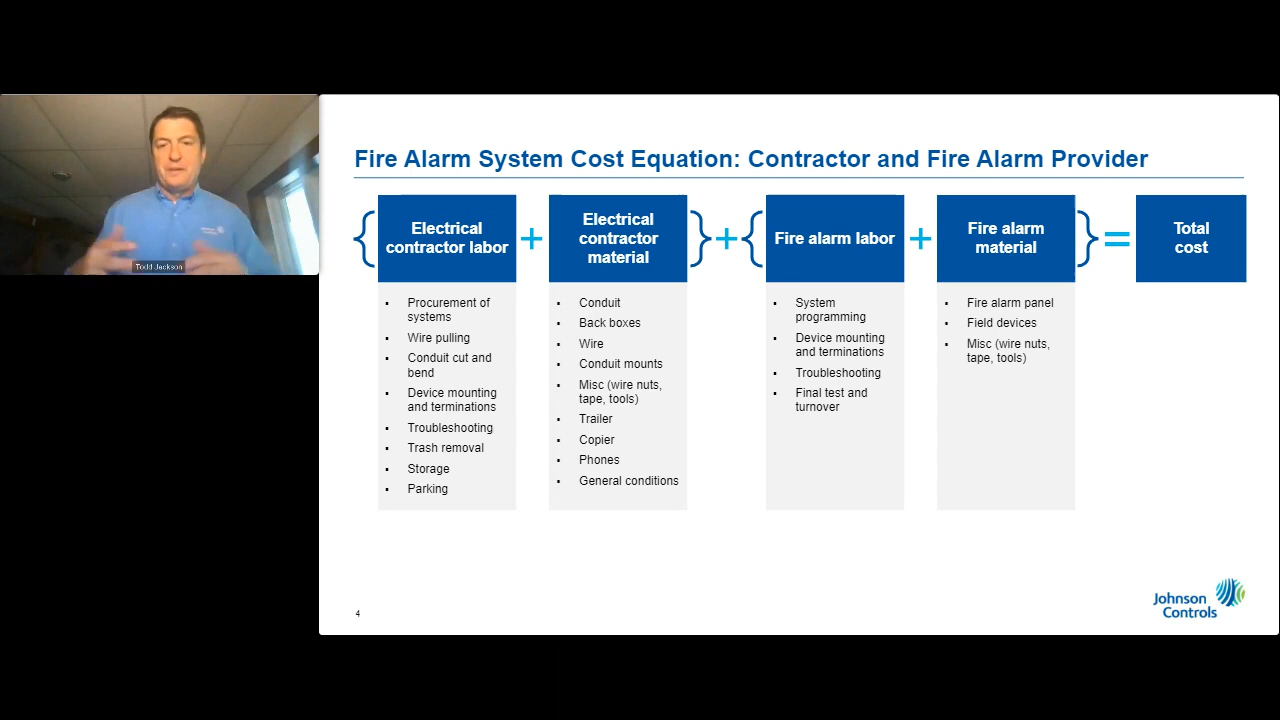 Fire Alarm System Cost Equation: Contractor and Fire Alarm Provider
Electrical
contractor labor
+
Electrical
contractor
material
+
Fire alarm labor
+
Fire alarm
material
=
Total
cost
▪ Procurement of
systems
▪ Wire pulling
▪ Conduit cut and
bend
▪ Device mounting
and terminations
▪ Troubleshooting
▪ Trash removal
▪ Storage
▪ Parking
▪ Conduit
▪ Back boxes
▪ Wire
▪ Conduit mounts
▪ Misc (wire nuts,
tape, tools)
▪ Trailer
▪ Copier
▪ Phones
▪ General conditions
▪ System
programming
▪ Device mounting
and terminations
▪ Troubleshooting
▪ Final test and
turnover
▪ Fire alarm panel
▪ Field devices
▪ Misc (wire nuts,
tape, tools)
Todd Jackson
4
Johnson
Controls